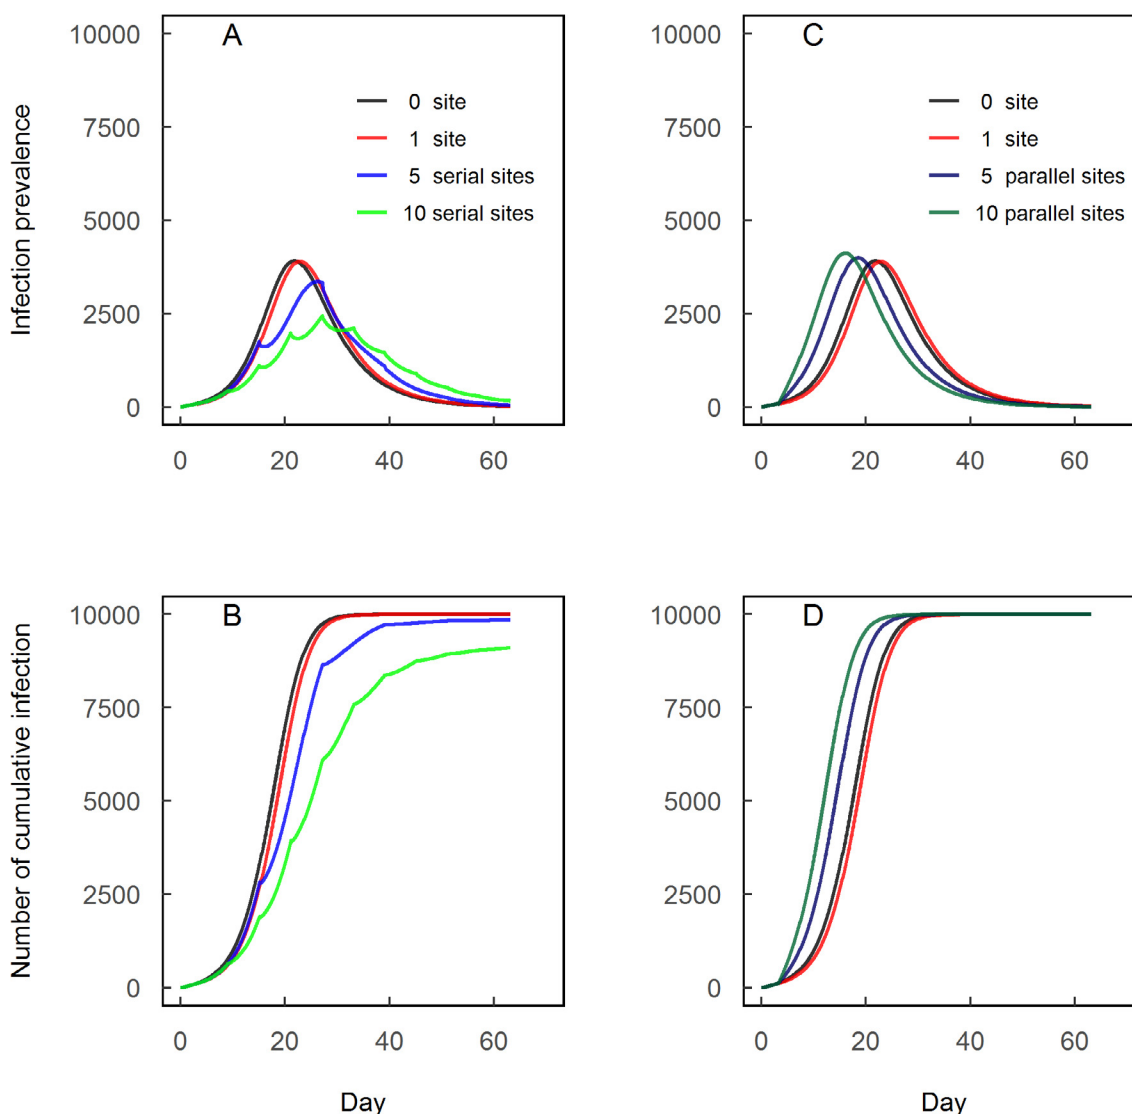 A
Infection prevalence
10000
7500
5000
2500
0
0 site
1 site
5 serial sites
10 serial sites
0 20 40 60
C
10000
7500
5000
2500
0
0 site
1 site
5 parallel sites
10 parallel sites
0 20 40 60
B
Number of cumulative infection
10000
7500
5000
2500
0
0 20 40 60
Day
D
10000
7500
5000
2500
0
0 20 40 60
Day